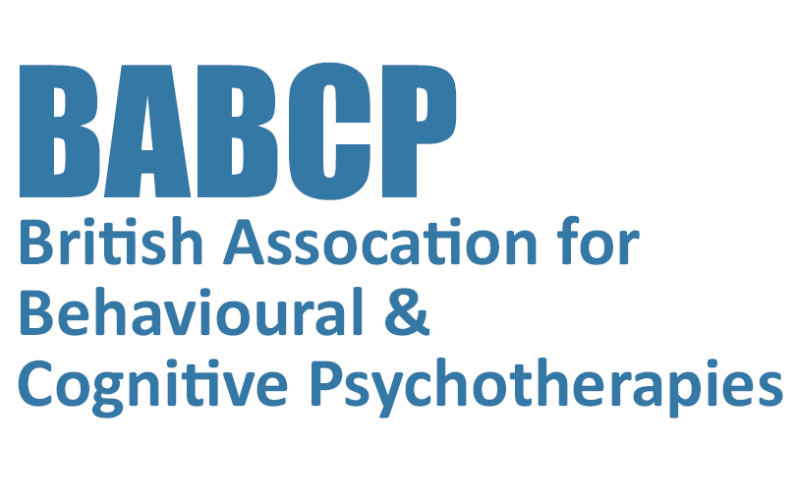 BABCP
British Assocation for
Behavioural &
Cognitive Psychotherapies